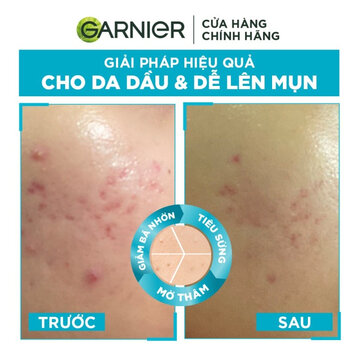 GARNIER
CỬA HÀNG
CHÍNH HÃNG
GIẢI PHÁP HIỆU QUẢ
CHO DA DẦU & DỄ LÊN MỤN
GIẢM BÃ NHỜN
TIÊU SỪNG
MỜ THÂM
TRƯỚC
SAU